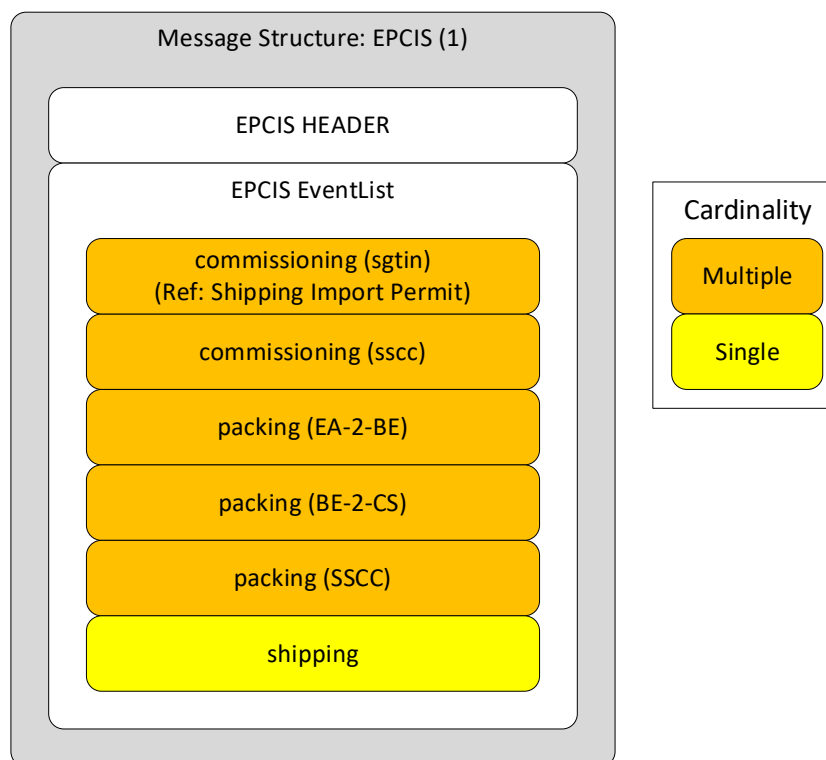 Message Structure: EPCIS (1)
EPCIS HEADER
EPCIS EventList
commissioning (sgtin)
(Ref: Shipping Import Permit)
commissioning (sscc)
packing (EA-2-BE)
packing (BE-2-CS)
packing (SSCC)
shipping
Cardinality
Multiple
Single